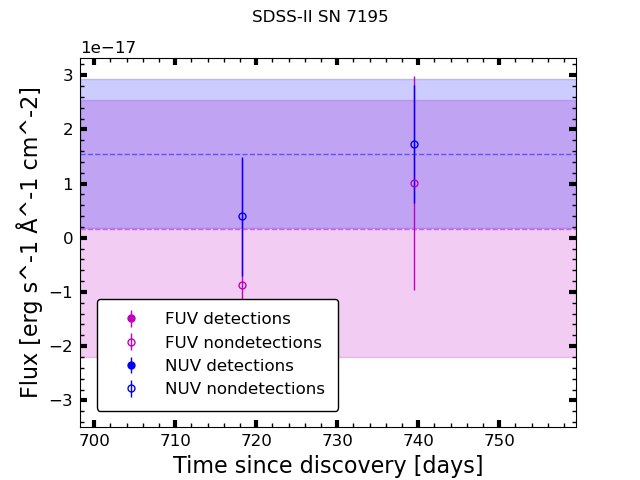 SDSS-II SN 7195
1e−17
Flux [erg s^-1 Å^-1 cm^-2]
3
2
1
0
−1
−2
−3
FUV detections
FUV nondetections
NUV detections
NUV nondetections
700 710 720 730 740 750
Time since discovery [days]